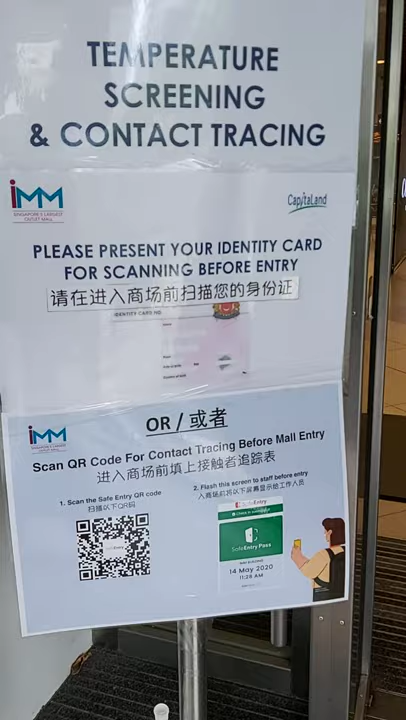 TEMPERATURE
SCREENING
& CONTACT TRACING
IMM
SINGAPORE'S LARGEST
OUTLET MALL
CapitaLand
PLEASE PRESENT YOUR IDENTITY CARD
FOR SCANNING BEFORE ENTRY
请在进入商场前扫描您的身份证
IDENTITY CARD NO.
IMM
OR / 或者
Scan QR Code For Contact Tracing Before Mall Entry
进入商场前填上接触者追踪表
1. Scan the Safe Entry QR code
扫描以下QR码
2. Flash this screen to staff before entry
入商场前将以下屏幕显示给工作人员
SafeEntry
SafeEntry Pass
14 May 2020
11:28 AM